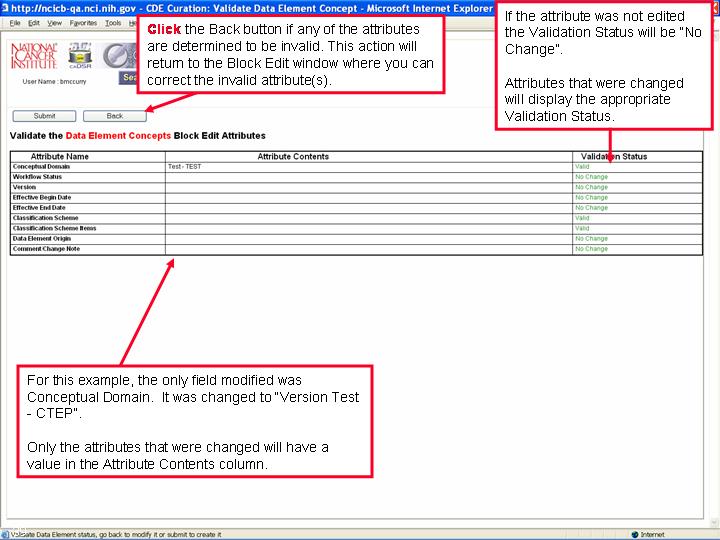 http://ncicb-qa.nci.nih.gov - CDE Curation: Validate Data Element Concept - Microsoft Internet Explorer
File Edit View Favorites Tools
NATIONAL
CANCER
INSTITUTE
caDSR
User Name : bmccurry
Click the Back button if any of the attributes
are determined to be invalid. This action will
return to the Block Edit window where you can
correct the invalid attribute(s).
If the attribute was not edited
the Validation Status will be "No
Change".
Attributes that were changed
will display the appropriate
Validation Status.
Submit Back
Validate the Data Element Concepts Block Edit Attributes
Attribute Name Attribute Contents Validation Status
Conceptual Domain Test - TEST Valid
Workflow Status No Change
Version No Change
Effective Begin Date No Change
Effective End Date No Change
Classification Scheme Valid
Classification Scheme Items Valid
Data Element Origin No Change
Comment Change Note No Change
For this example, the only field modified was
Conceptual Domain. It was changed to "Version Test
- CTEP".
Only the attributes that were changed will have a
value in the Attribute Contents column.
Validate Data Element status, go back to modify it or submit to create it Internet